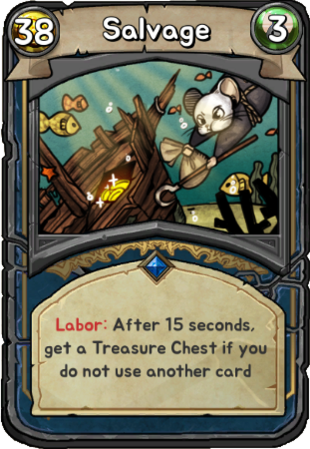 38 Salvage 3
Labor: After 15 seconds,
get a Treasure Chest if you
do not use another card